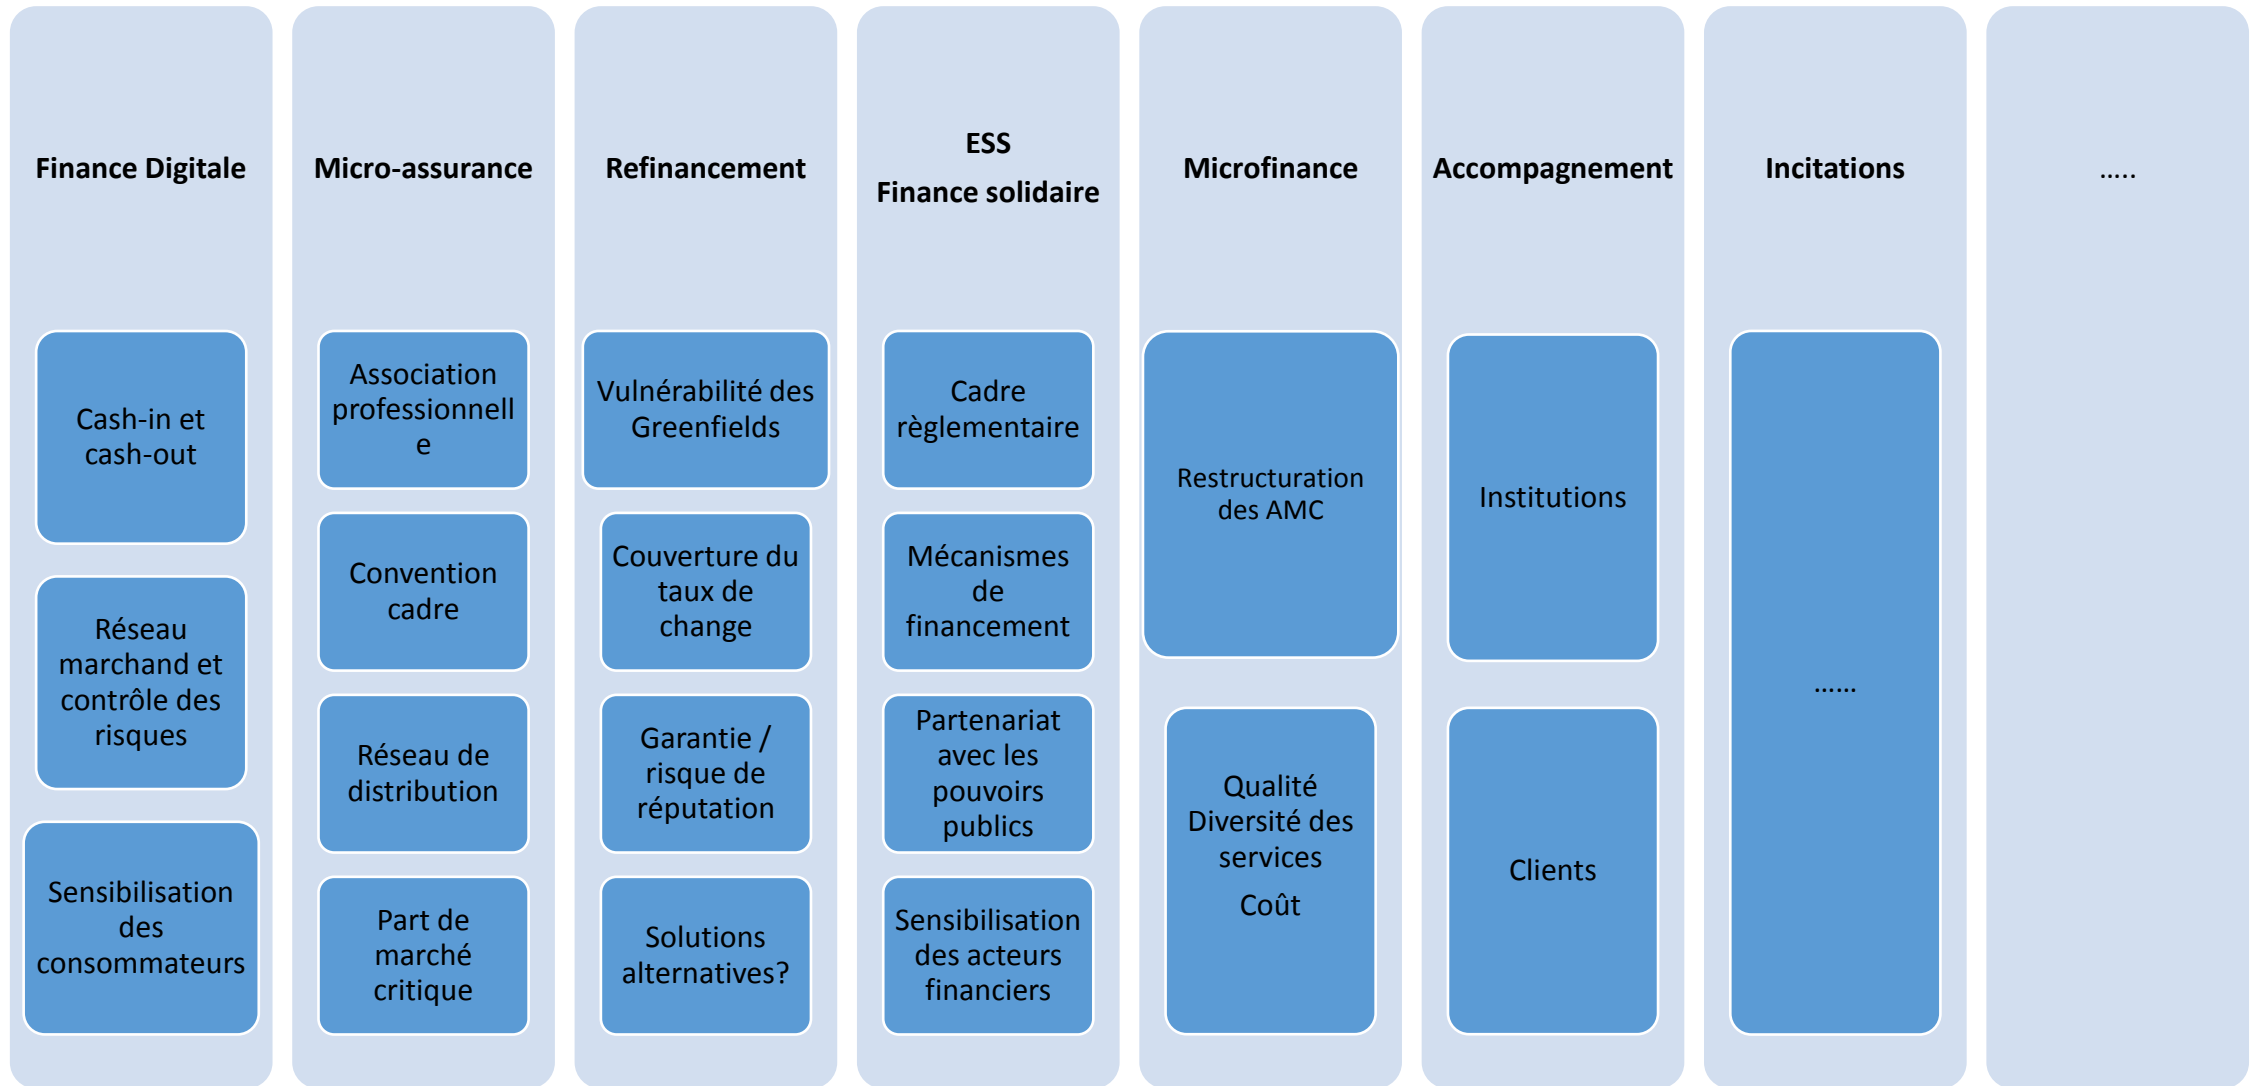 Finance Digitale
Cash-in et
cash-out
Réseau
marchand et
contrôle des
risques
Sensibilisation
des
consommateurs
Micro-assurance
Association
professionnell
e
Convention
cadre
Réseau de
distribution
Part de
marché
critique
Refinancement
Vulnérabilité des
Greenfields
Couverture du
taux de
change
Garantie /
risque de
réputation
Solutions
alternatives?
ESS
Finance solidaire
Cadre
règlementaire
Mécanismes
de
financement
Partenariat
avec les
pouvoirs
publics
Sensibilisation
des acteurs
financiers
Microfinance
Restructuration
des AMC
Qualité
Diversité des
services
Coût
Accompagnement
Institutions
Clients
Incitations
……
…..